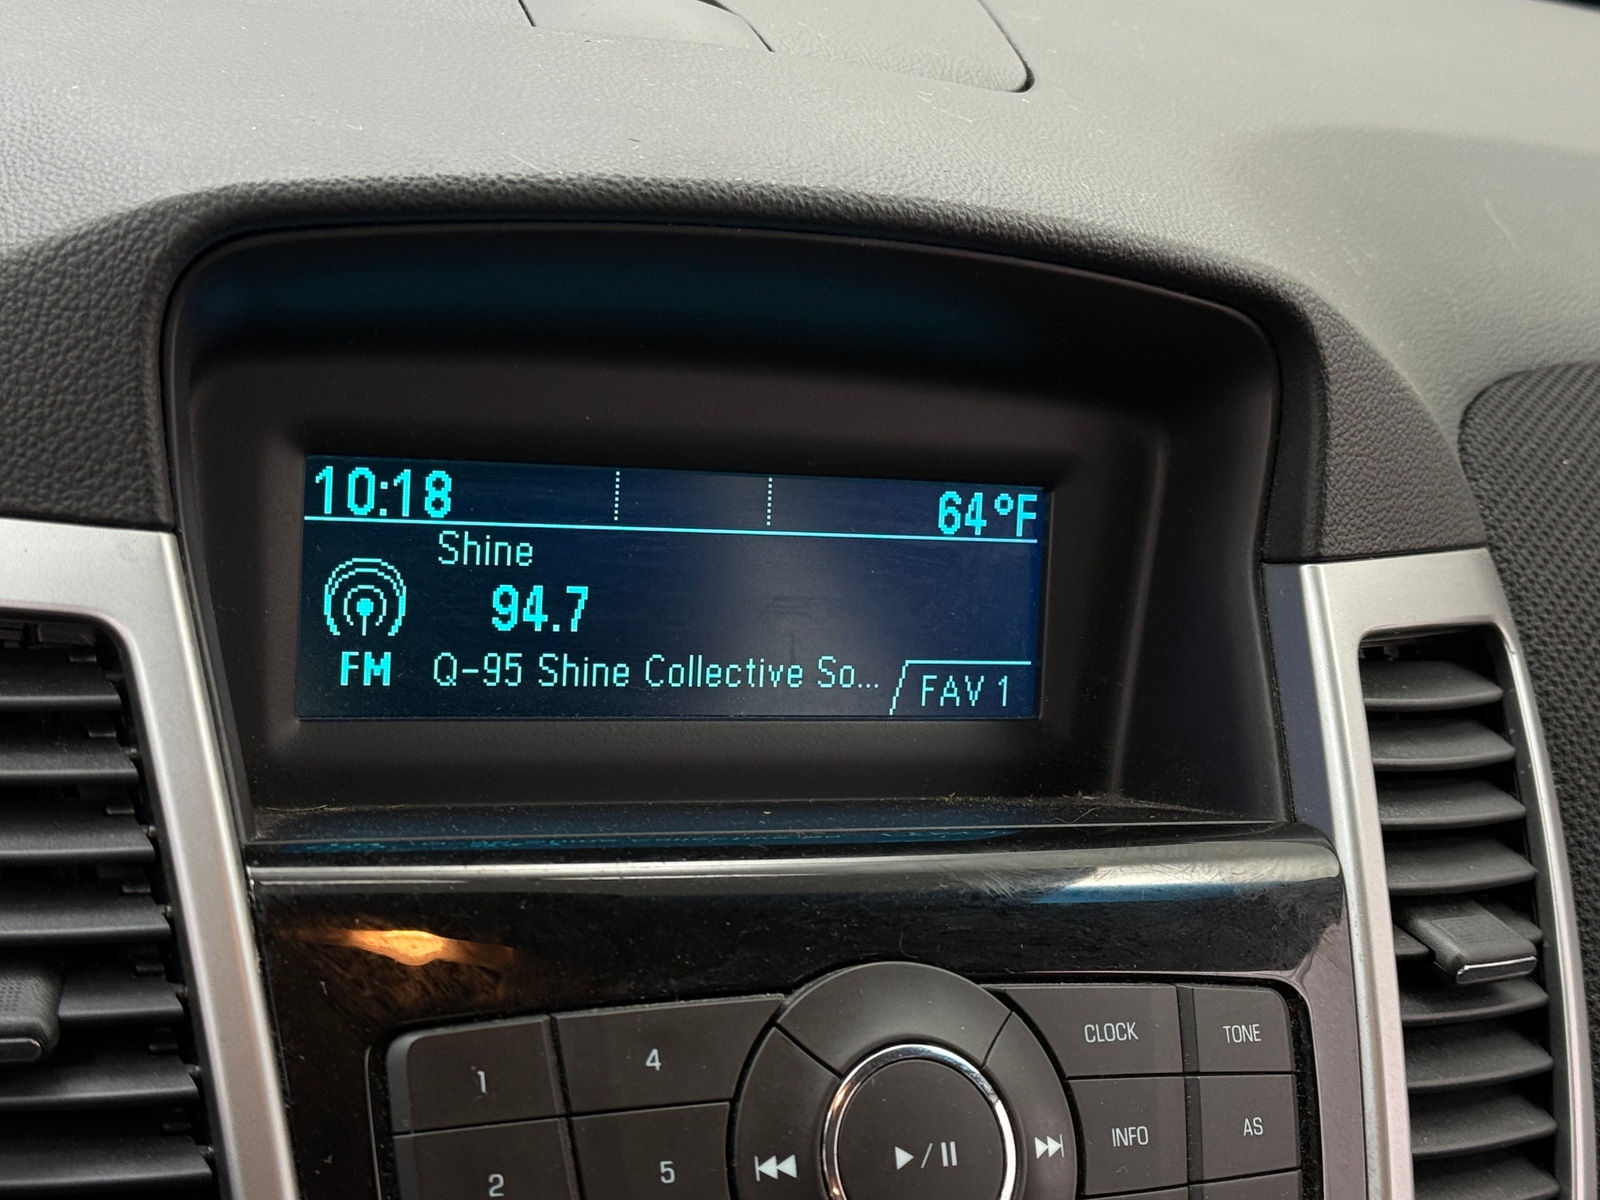 10:18 64°F
Shine
94.7
FM Q-95 Shine Collective So... FAV 1
1 4 CLOCK TONE
2 5 INFO AS